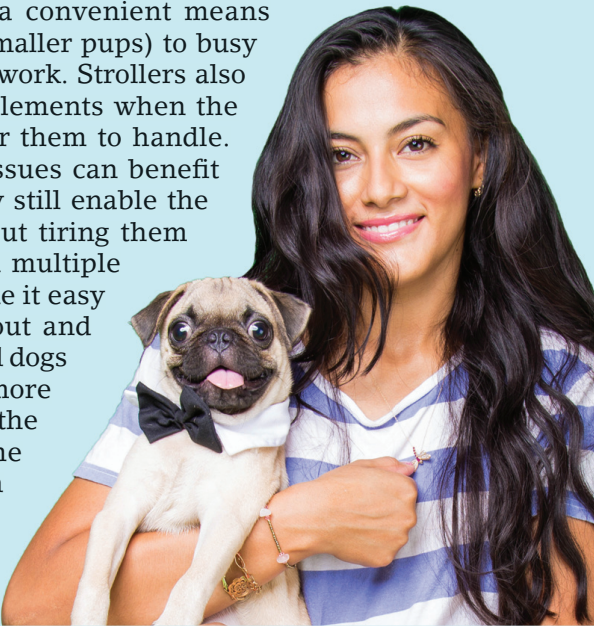 a convenient means
maller pups) to busy
work. Strollers also
lements when the
r them to handle.
ssues can benefit
y still enable the
ut tiring them
multiple
e it easy
out and
l dogs
more
the
ne